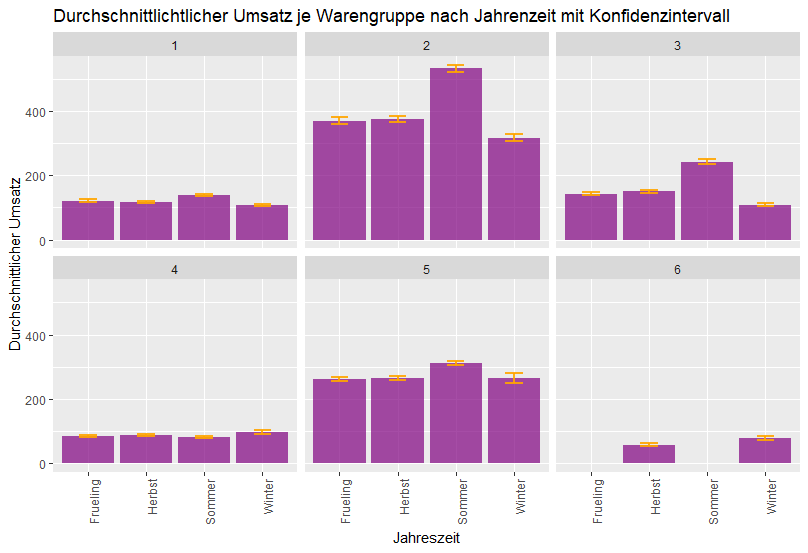 Durchschnittlichtlicher Umsatz je Warengruppe nach Jahrenzeit mit Konfidenzintervall
1
2
3
400
200
0
4
5
6
400
200
0
Durchschnittlicher Umsatz
Frueling
Herbst
Sommer
Winter
Frueling
Herbst
Sommer
Winter
Frueling
Herbst
Sommer
Winter
Jahreszeit